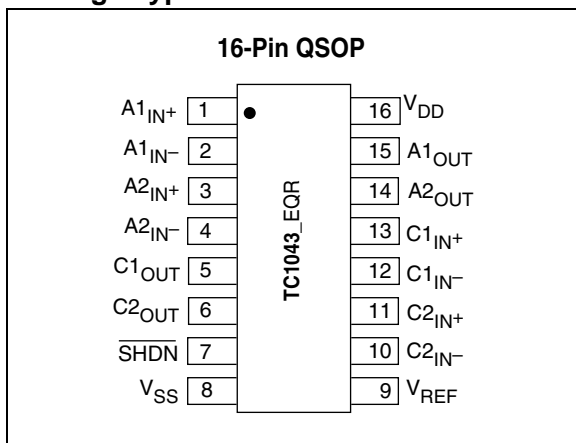 16-Pin QSOP
A1IN+ 1 16 VDD
A1IN– 2 15 A1OUT
A2IN+ 3 14 A2OUT
A2IN– 4 13 C1IN+
C1OUT 5 12 C1IN–
C2OUT 6 11 C2IN+
SHDN 7 10 C2IN–
VSS 8 9 VREF
TC1043_EQR